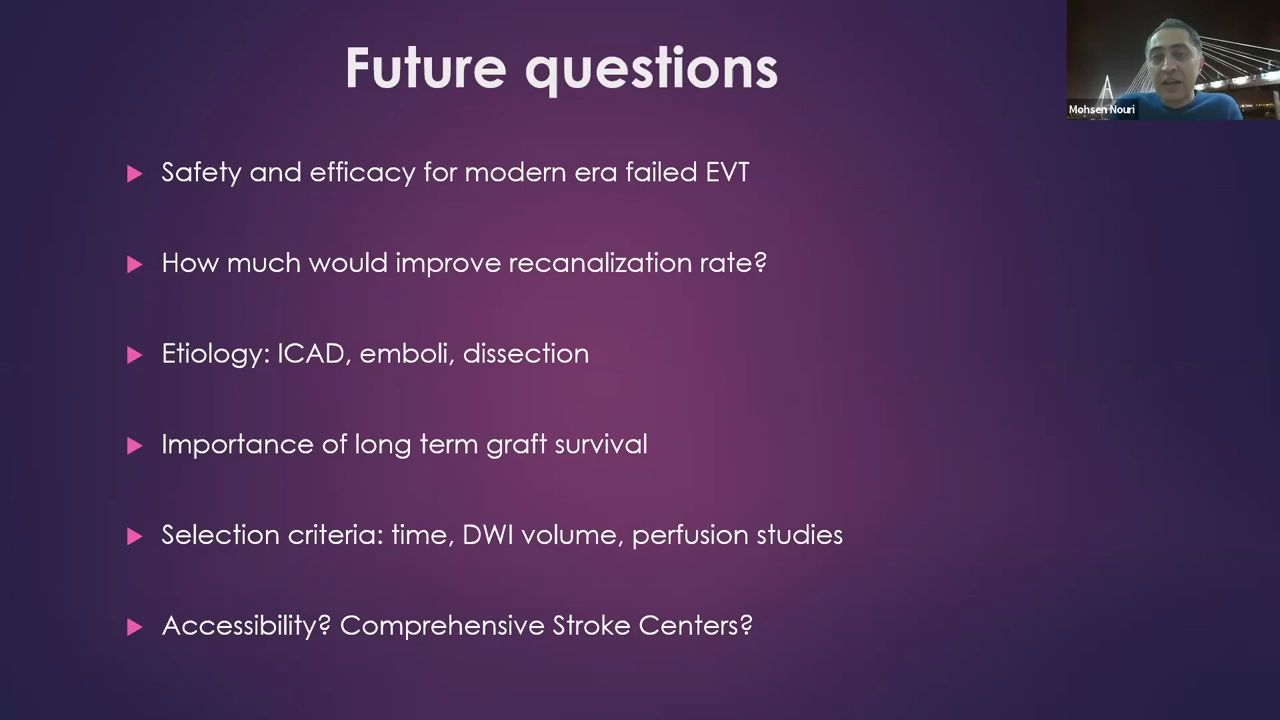 Future questions
Mohsen Nouri
Safety and efficacy for modern era failed EVT
How much would improve recanalization rate?
Etiology: ICAD, emboli, dissection
Importance of long term graft survival
Selection criteria: time, DWI volume, perfusion studies
Accessibility? Comprehensive Stroke Centers?